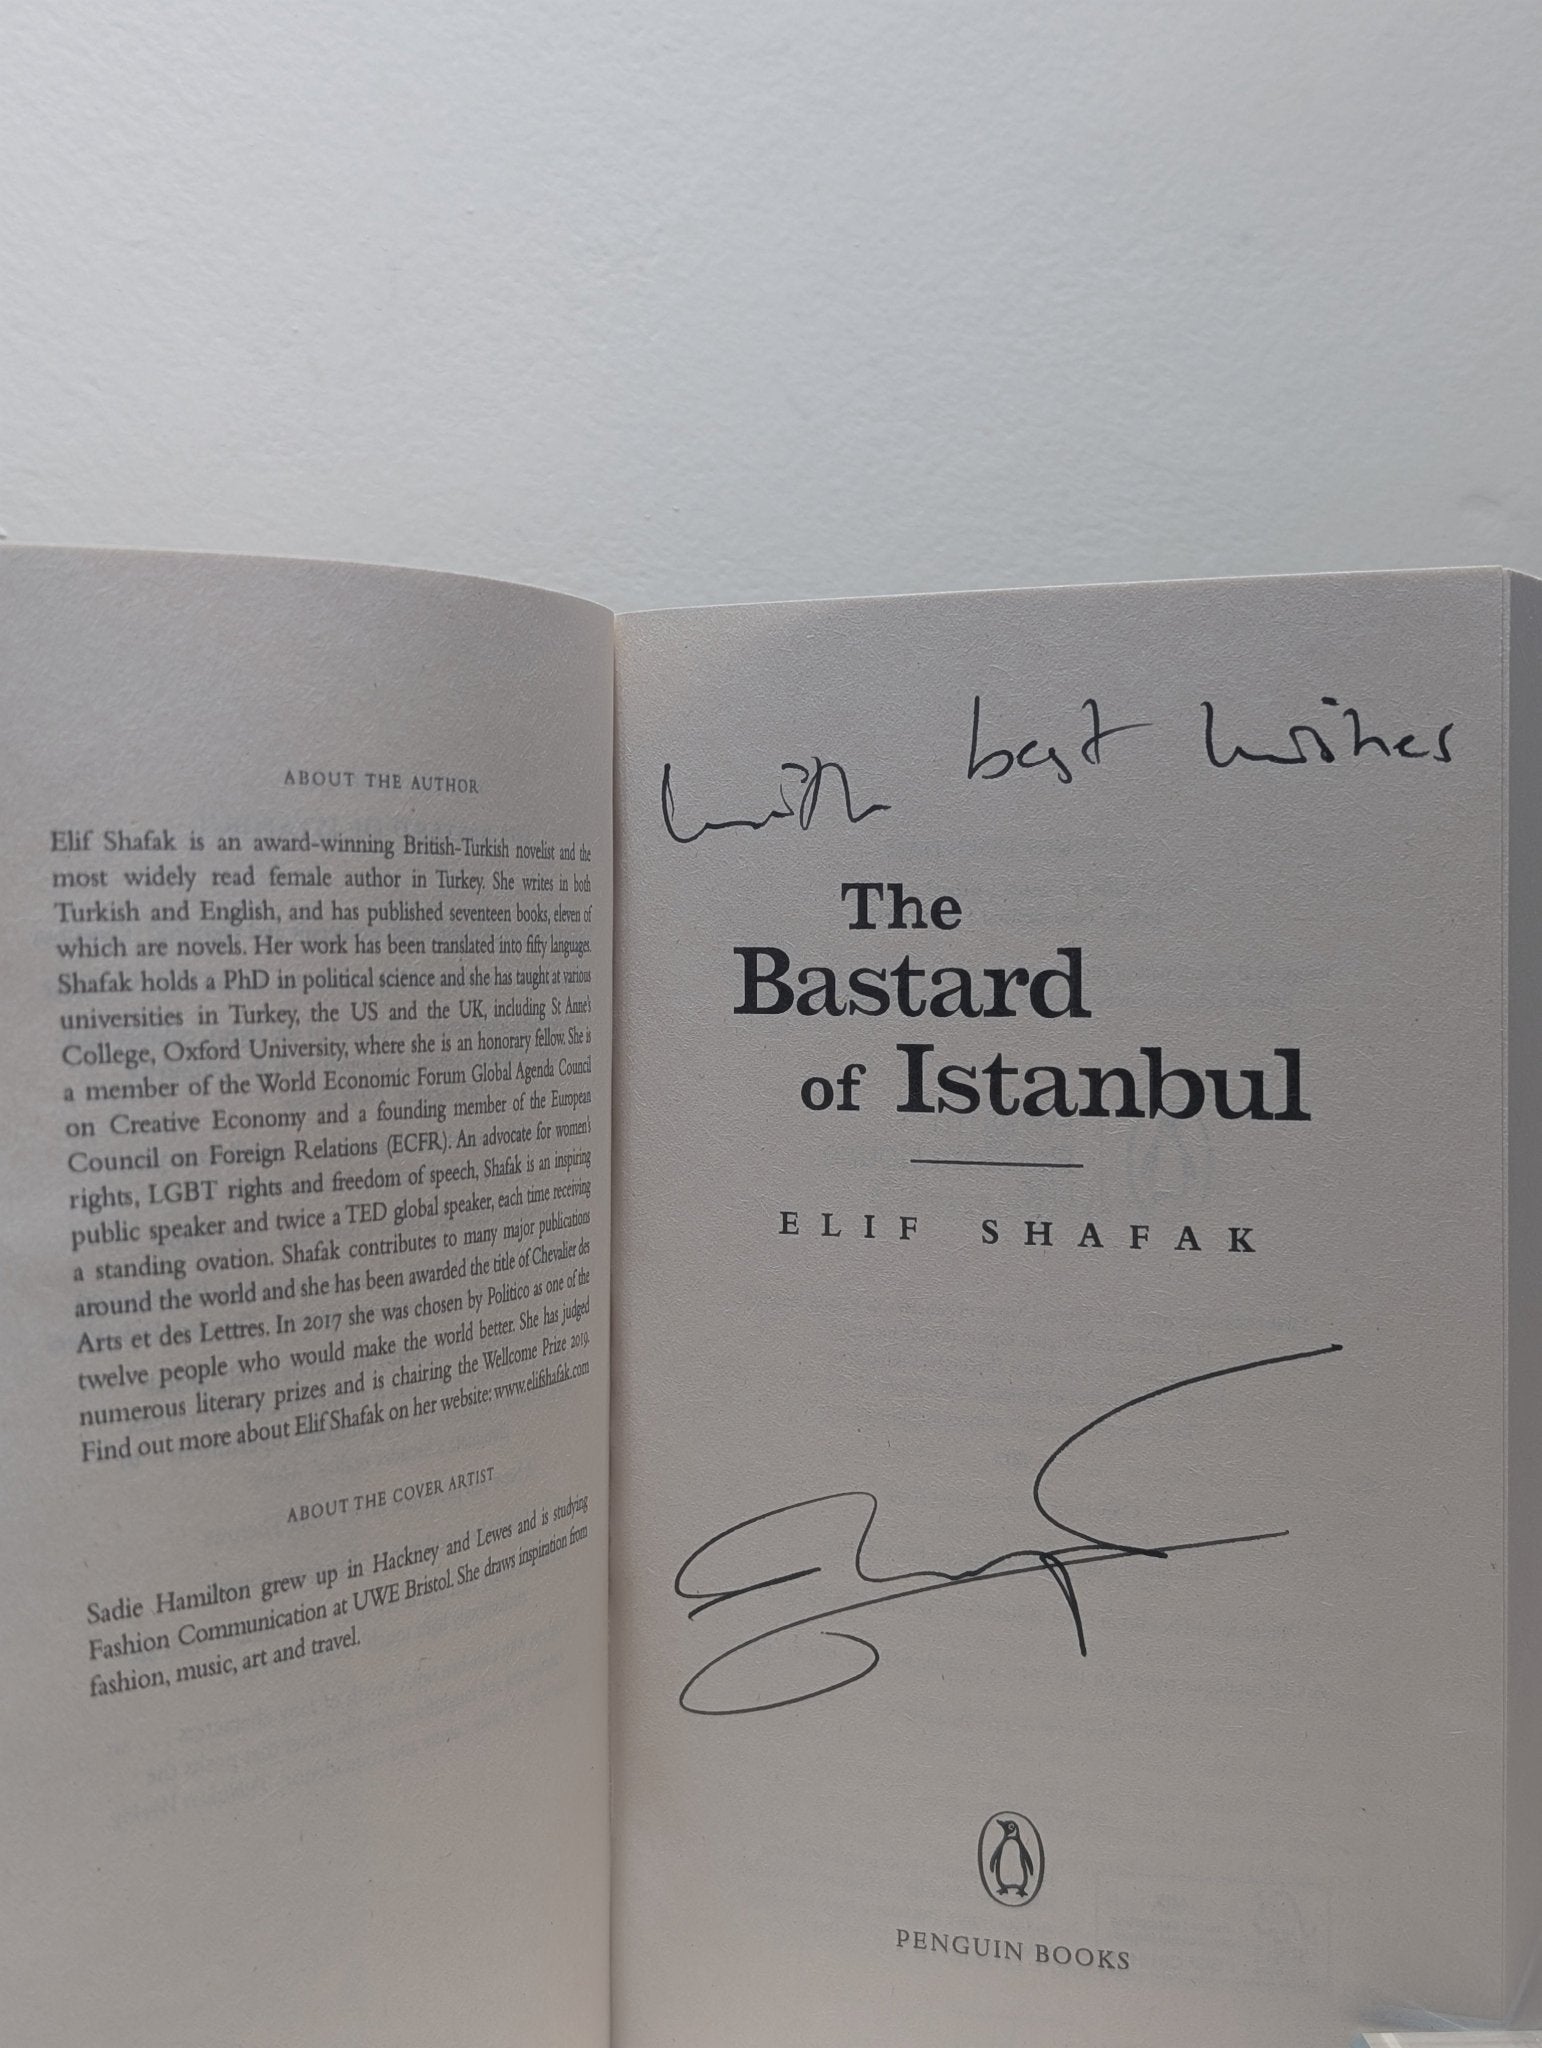 ABOUT THE AUTHOR
Elif Shafak is an award-winning British-Turkish novelist and the
most widely read female author in Turkey. She writes in both
Turkish and English, and has published seventeen books, eleven of
which are novels. Her work has been translated into fifty languages.
Shafak holds a PhD in political science and she has taught at various
universities in Turkey, the US and the UK, including St Anne's
College, Oxford University, where she is an honorary fellow. She is
a member of the World Economic Forum Global Agenda Council
on Creative Economy and a founding member of the European
Council on Foreign Relations (ECFR). An advocate for women's
rights, LGBT rights and freedom of speech, Shafak is an inspiring
public speaker and twice a TED global speaker, each time receiving
a standing ovation. Shafak contributes to many major publications
around the world and she has been awarded the title of Chevalier des
Arts et des Lettres. In 2017 she was chosen by Politico as one of the
twelve people who would make the world better. She has judged
numerous literary prizes and is chairing the Wellcome Prize 2019.
Find out more about Elif Shafak on her website: www.elifshafak.com
ABOUT THE COVER ARTIST
Sadie Hamilton grew up in Hackney and Lewes and is studying
Fashion Communication at UWE Bristol. She draws inspiration from
fashion, music, art and travel.
with best wishes
The
Bastard
of Istanbul
ELIF SHAFAK
PENGUIN BOOKS